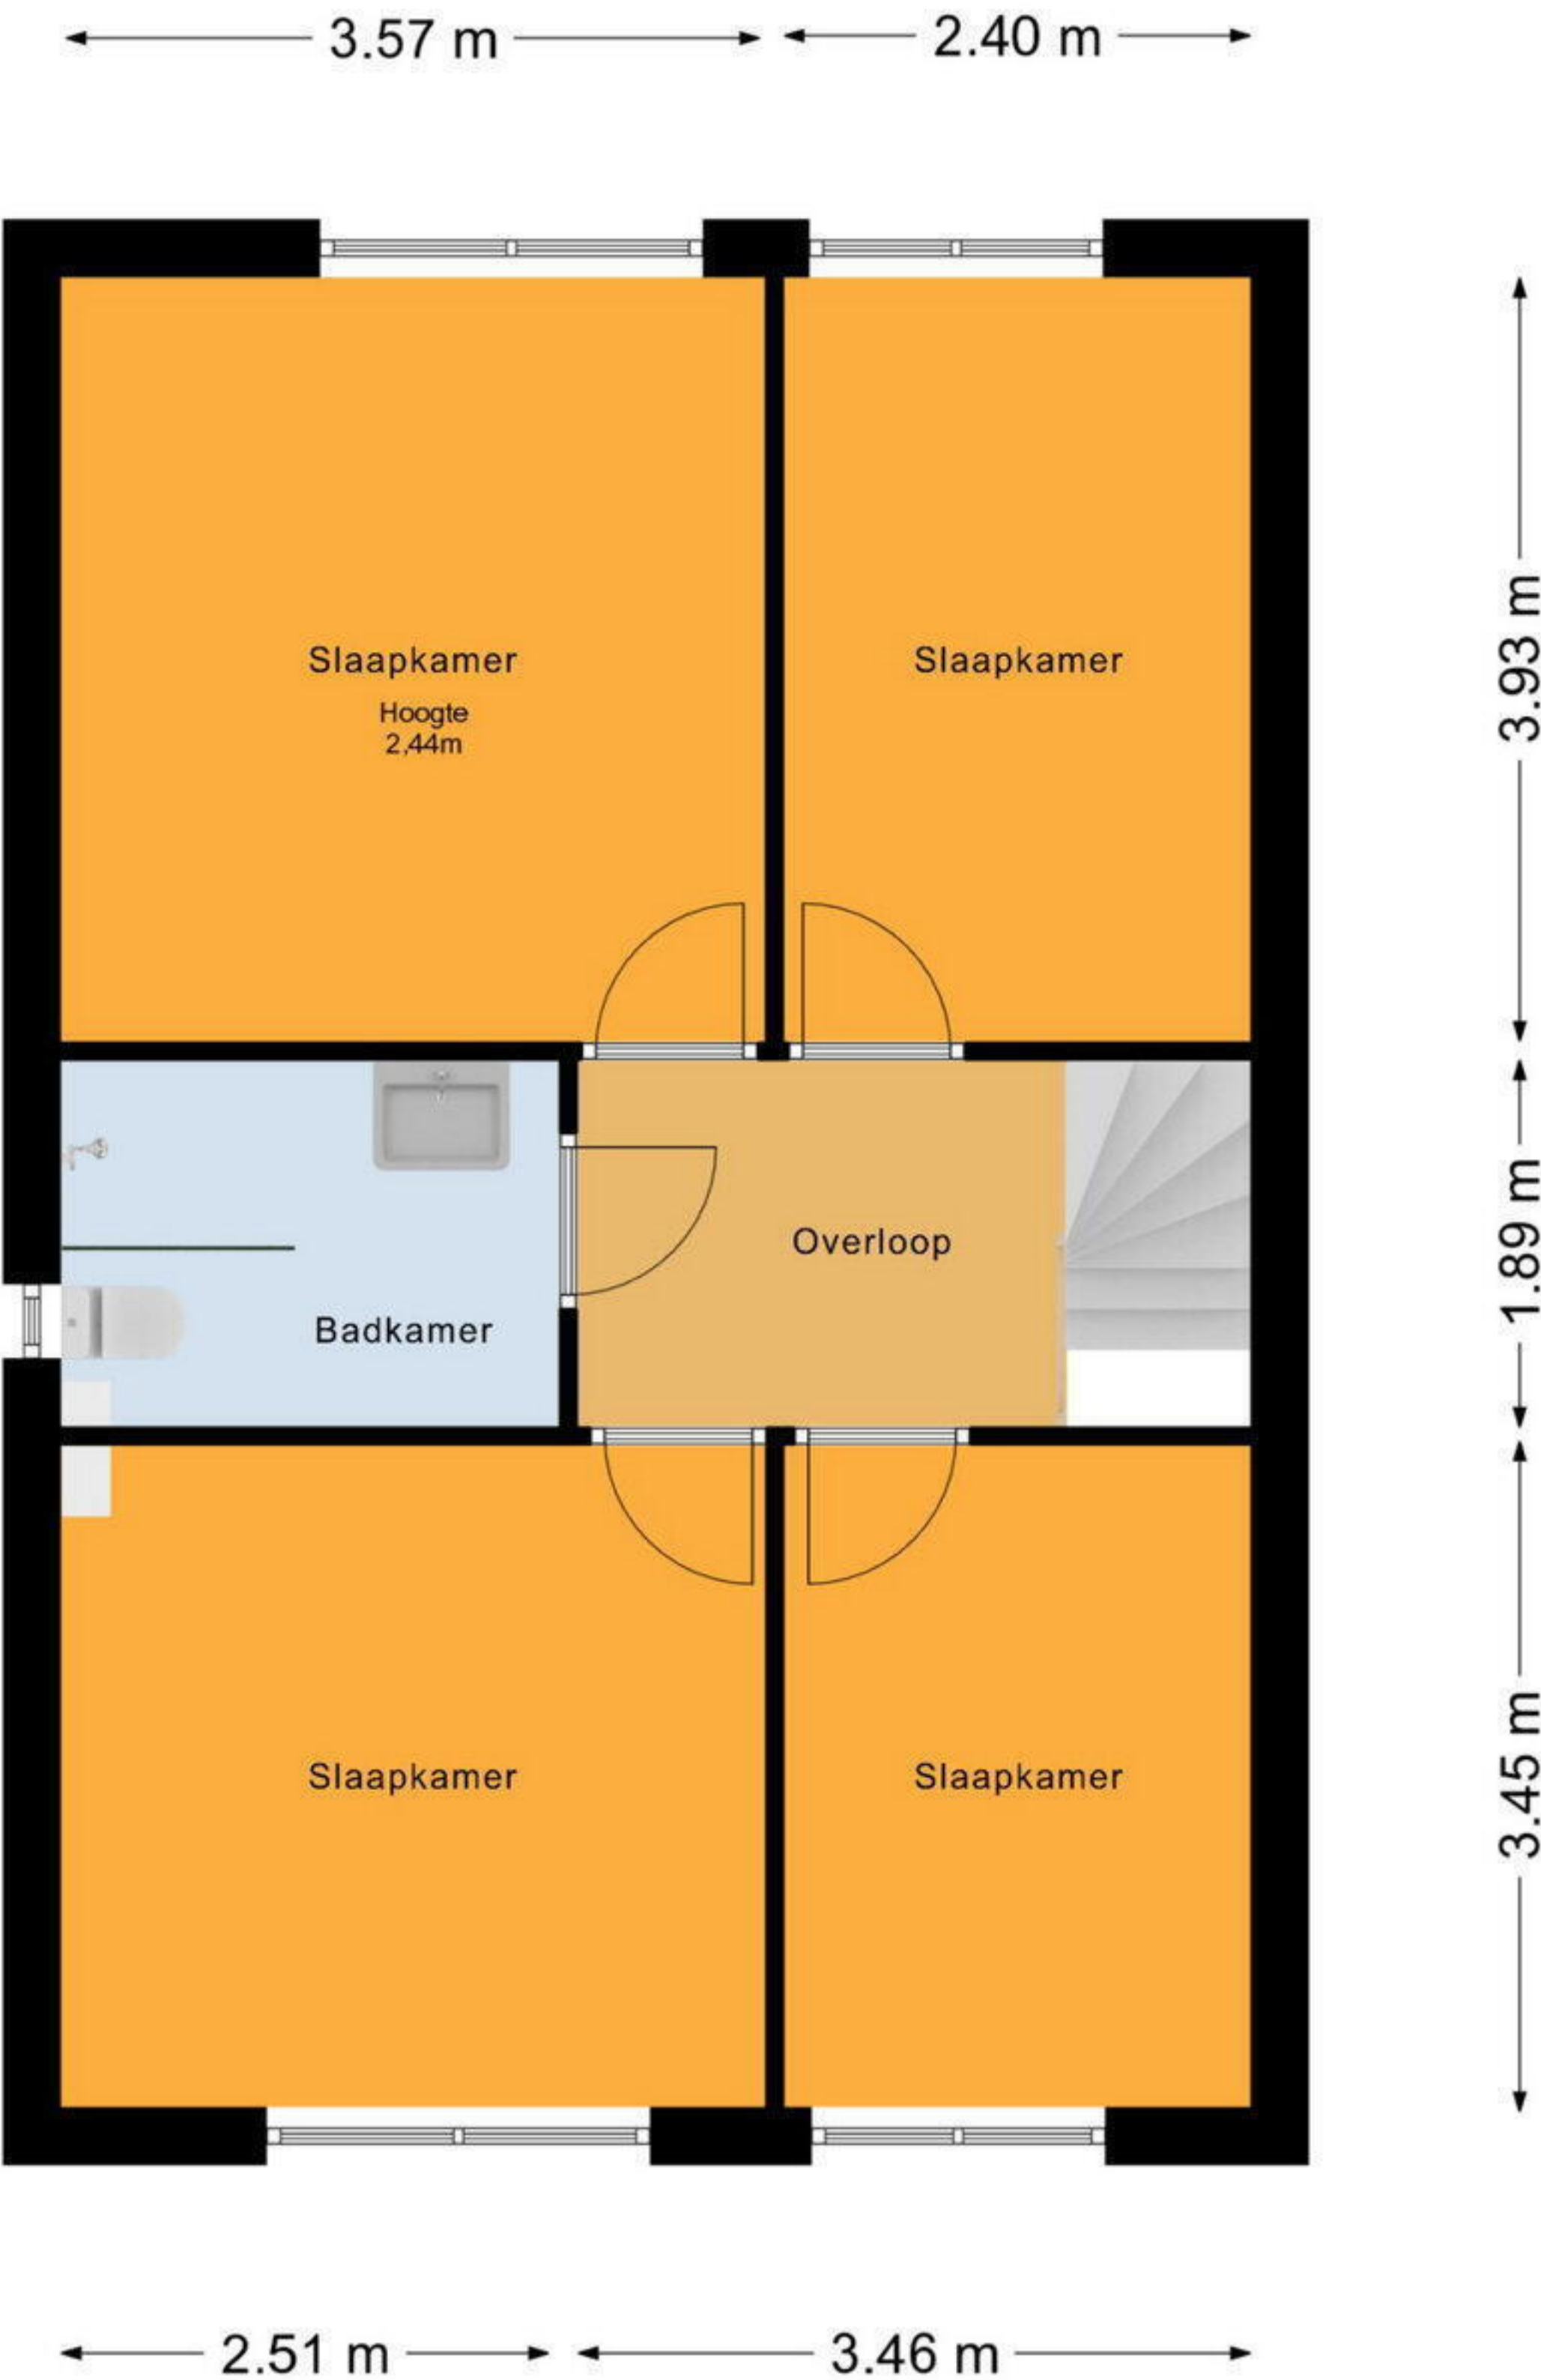 3.57 m
2.40 m
Slaapkamer
Hoogte
2,44m
Slaapkamer
3.93 m
Overloop
1.89 m
Badkamer
Slaapkamer
Slaapkamer
3.45 m
2.51 m
3.46 m